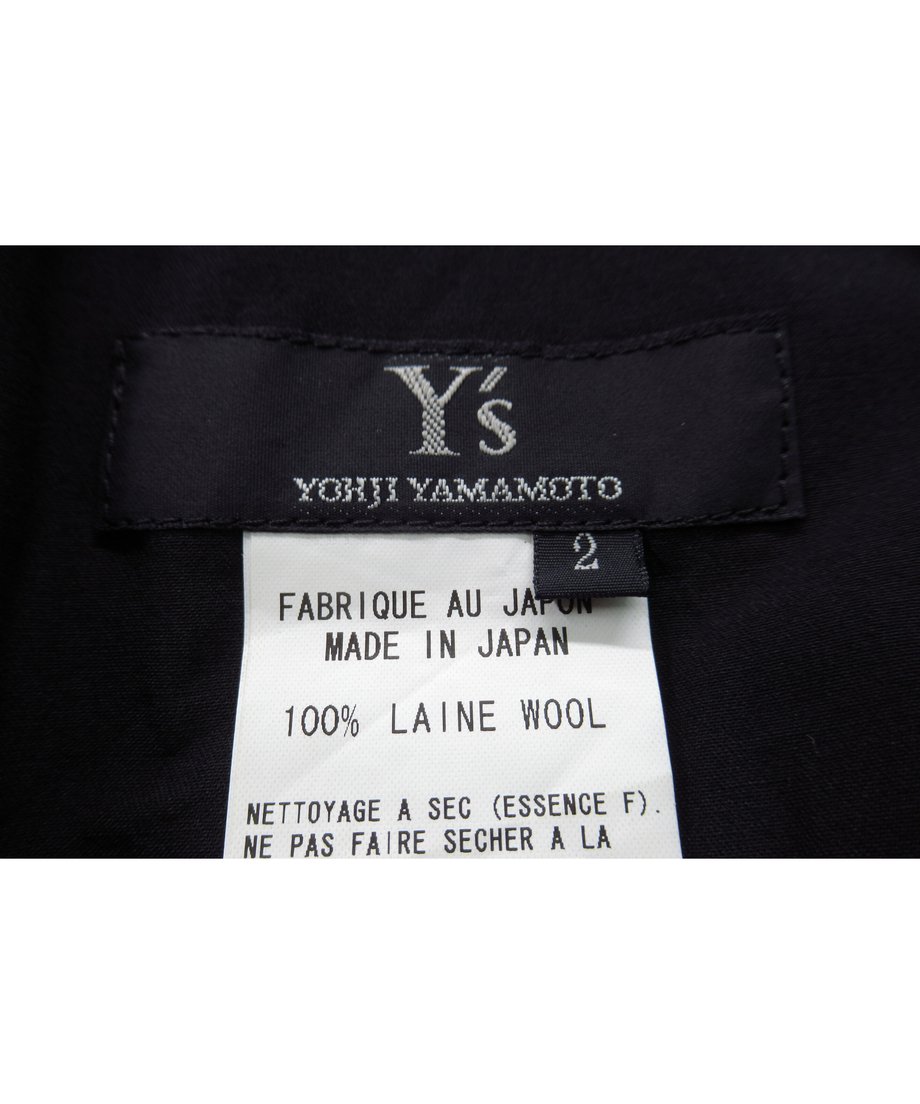 Y's
YOHJI YAMAMOTO
2
FABRIQUE AU JAPON
MADE IN JAPAN
100% LAINE WOOL
NETTOYAGE A SEC (ESSENCE F).
NE PAS FAIRE SECHER A LA